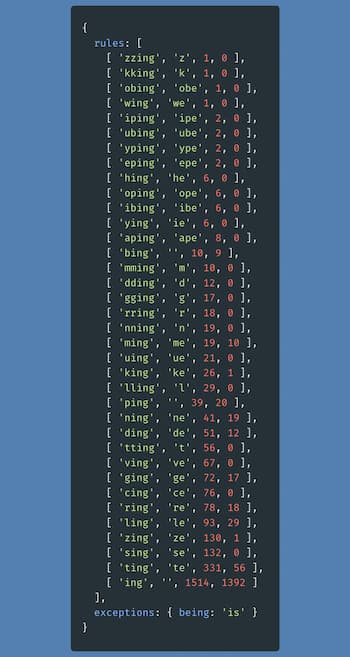 {
rules: [
[ 'zzing', 'z', 1, 0 ],
[ 'kking', 'k', 1, 0 ],
[ 'obing', 'obe', 1, 0 ],
[ 'wing', 'we', 1, 0 ],
[ 'iping', 'ipe', 2, 0 ],
[ 'ubing', 'ube', 2, 0 ],
[ 'yping', 'ype', 2, 0 ],
[ 'eping', 'epe', 2, 0 ],
[ 'hing', 'he', 6, 0 ],
[ 'oping', 'ope', 6, 0 ],
[ 'ibing', 'ibe', 6, 0 ],
[ 'ying', 'ie', 6, 0 ],
[ 'aping', 'ape', 8, 0 ],
[ 'bing', '', 10, 9 ],
[ 'mming', 'm', 10, 0 ],
[ 'dding', 'd', 12, 0 ],
[ 'gging', 'g', 17, 0 ],
[ 'rring', 'r', 18, 0 ],
[ 'nning', 'n', 19, 0 ],
[ 'ming', 'me', 19, 10 ],
[ 'uing', 'ue', 21, 0 ],
[ 'king', 'ke', 26, 1 ],
[ 'lling', 'l', 29, 0 ],
[ 'ping', '', 39, 20 ],
[ 'ning', 'ne', 41, 19 ],
[ 'ding', 'de', 51, 12 ],
[ 'tting', 't', 56, 0 ],
[ 'ving', 've', 67, 0 ],
[ 'ging', 'ge', 72, 17 ],
[ 'cing', 'ce', 76, 0 ],
[ 'ring', 're', 78, 18 ],
[ 'ling', 'le', 93, 29 ],
[ 'zing', 'ze', 130, 1 ],
[ 'sing', 'se', 132, 0 ],
[ 'ting', 'te', 331, 56 ],
[ 'ing', '', 1514, 1392 ]
],
exceptions: { being: 'is' }
}